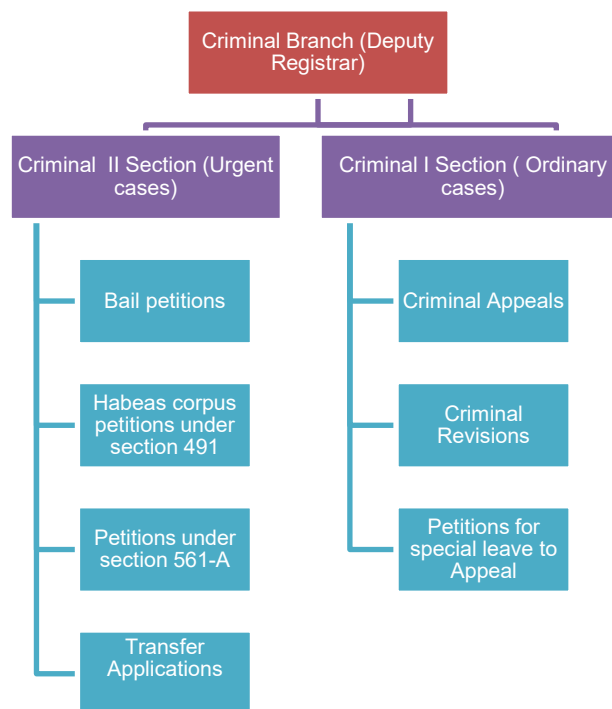 Criminal Branch (Deputy
Registrar)
Criminal II Section (Urgent
cases)
Criminal I Section ( Ordinary
cases)
Bail petitions
Habeas corpus
petitions under
section 491
Petitions under
section 561-A
Transfer
Applications
Criminal Appeals
Criminal
Revisions
Petitions for
special leave to
Appeal